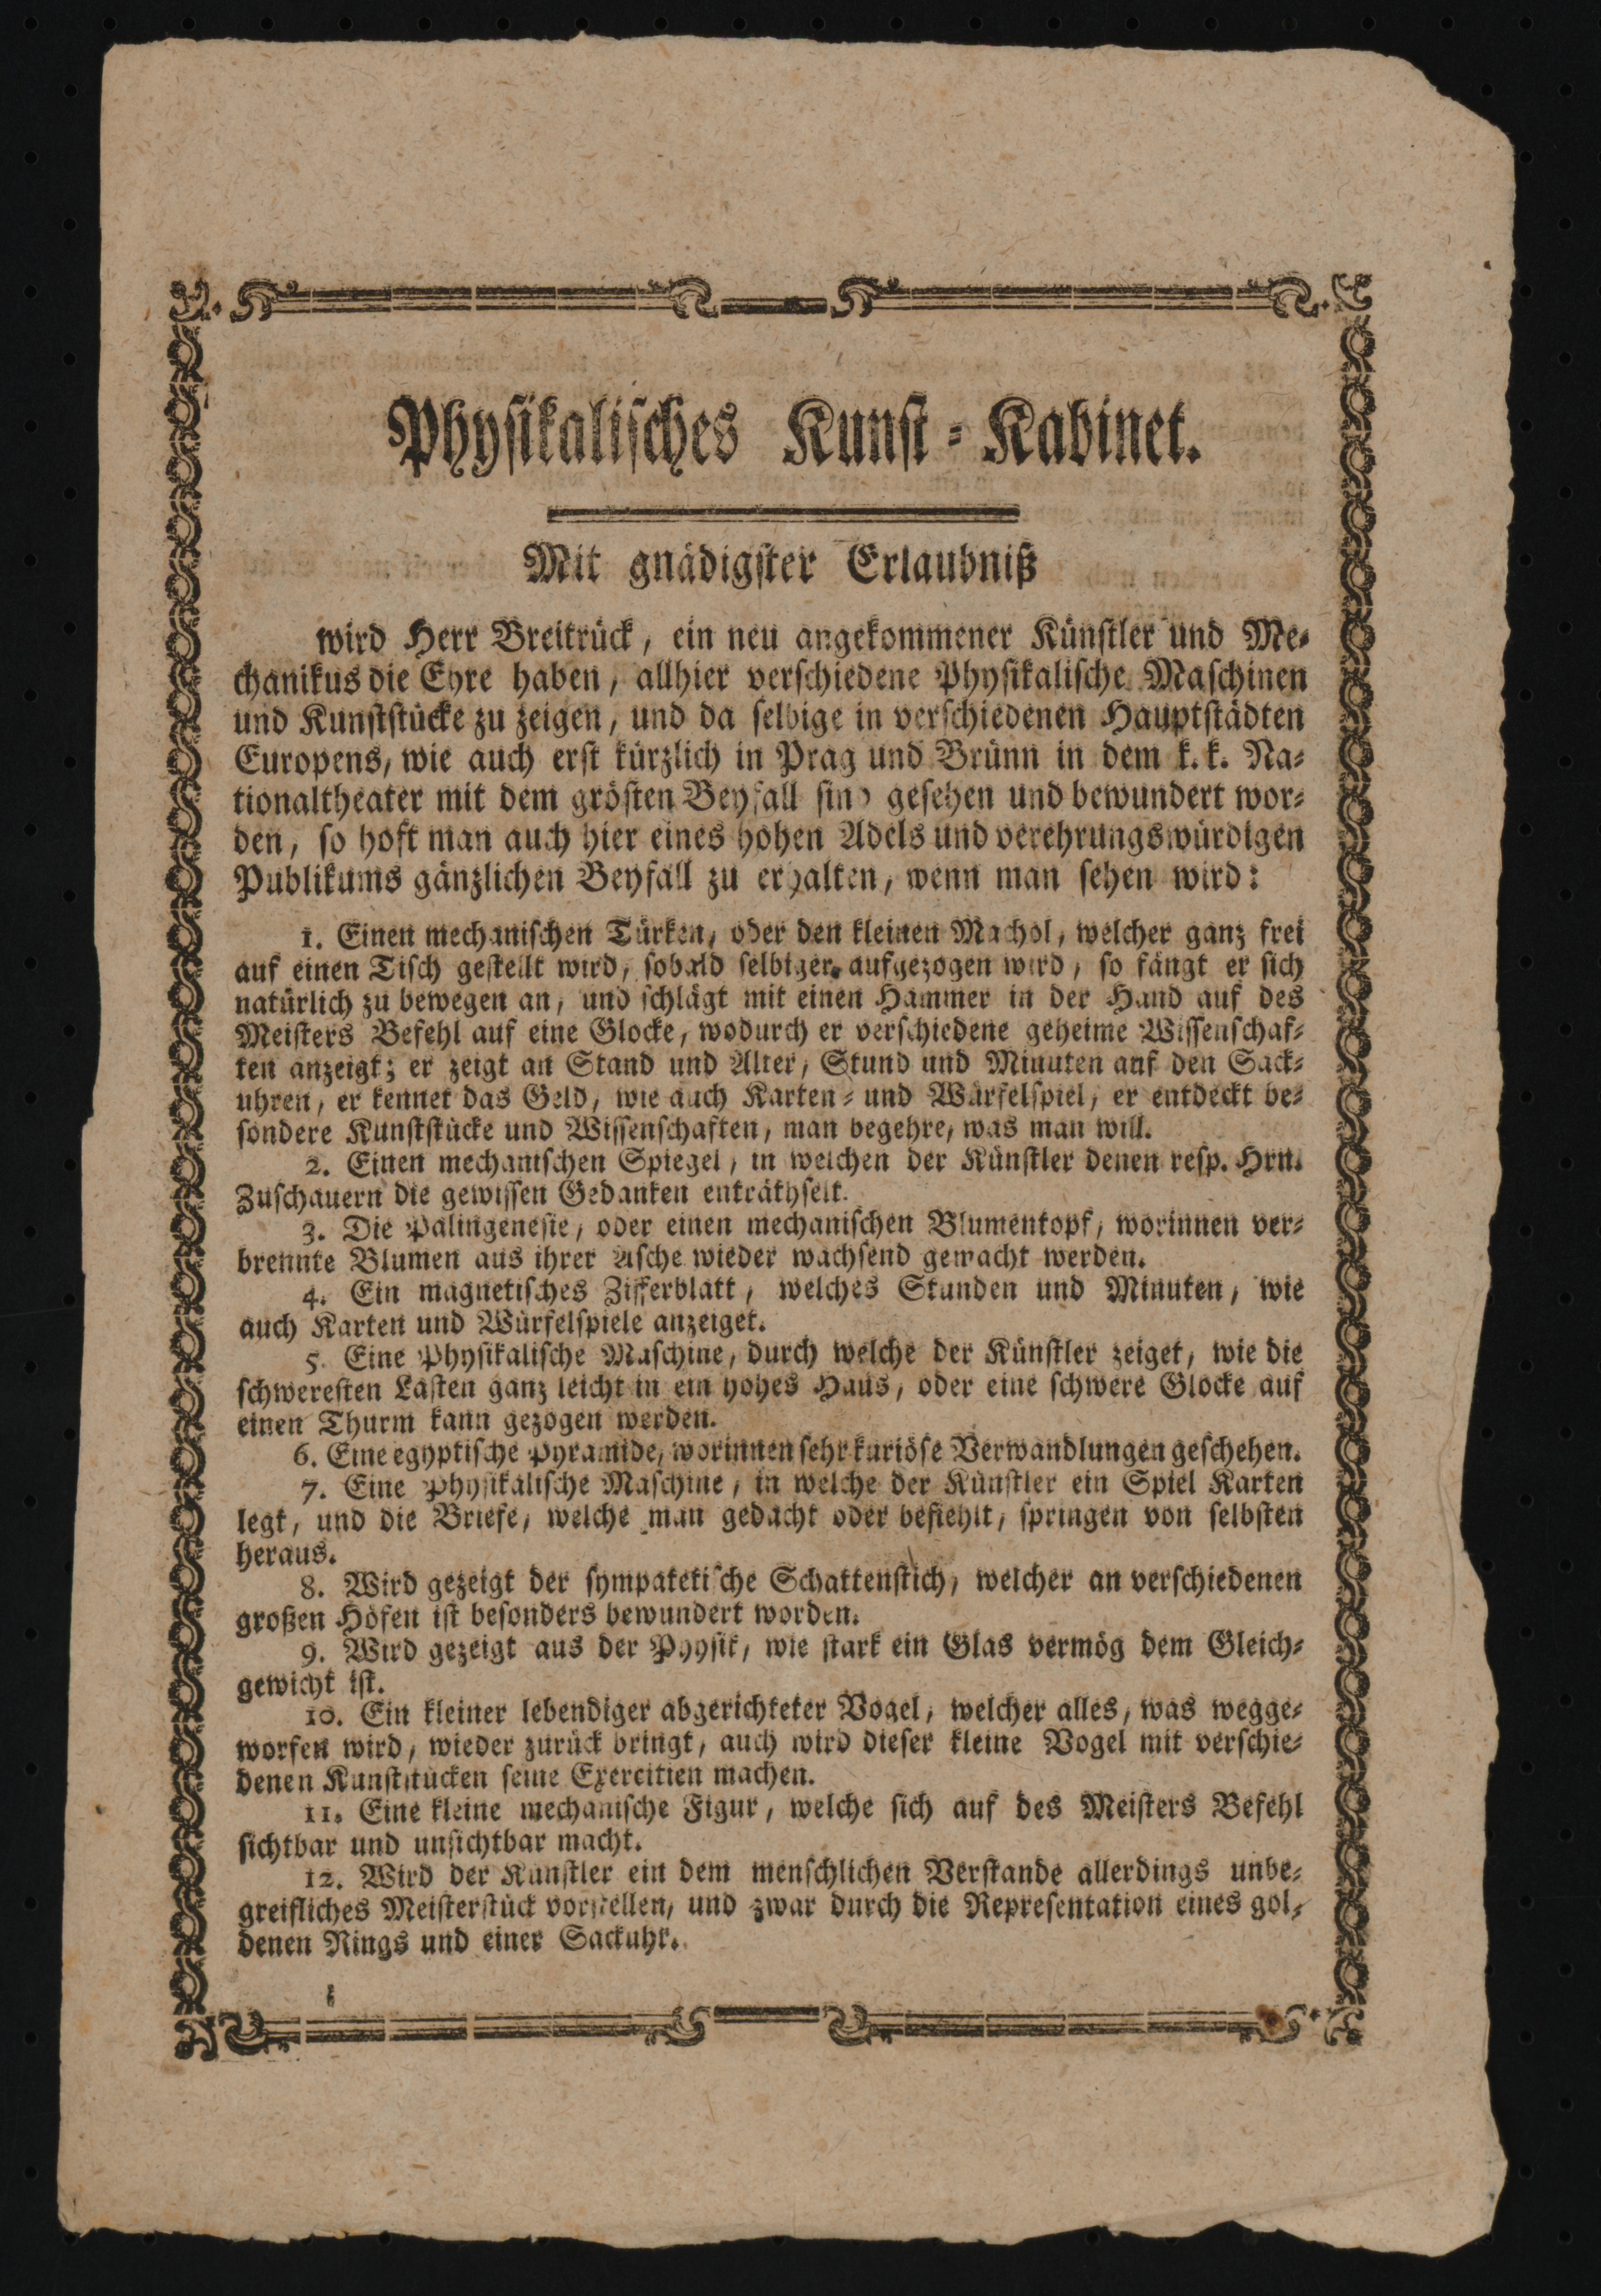 Physikalisches Kunst-Kabinet.
Mit gnädigster Erlaubniß
wird Herr Breitrück, ein neu angekommener Künstler und Me-
chanikus die Ehre haben, allhier verschiedene Physikalische Maschinen
und Kunststücke zu zeigen, und da selbige in verschiedenen Hauptstädten
Europens, wie auch erst kürzlich in Prag und Brünn in dem k. k. Na-
tionaltheater mit dem grösten Beyfall sind gesehen und bewundert wor-
den, so hoft man auch hier eines hohen Adels und verehrungswürdigen
Publikums gänzlichen Beyfall zu erhalten, wenn man sehen wird:
1. Einen mechanischen Türken, oder den kleinen Machol, welcher ganz frei
auf einen Tisch gestellt wird, sobald selbiger aufgezogen wird, so fängt er sich
natürlich zu bewegen an, und schlägt mit einen Hammer in der Hand auf des
Meisters Befehl auf eine Glocke, wodurch er verschiedene geheime Wissenschaf-
ten anzeigt; er zeigt an Stand und Alter, Stund und Minuten auf den Sack-
uhren, er kennet das Geld, wie auch Karten- und Würfelspiel, er entdeckt be-
sondere Kunststücke und Wissenschaften, man begehre, was man will.
2. Einen mechanischen Spiegel, in welchen der Künstler denen resp. Hrn.
Zuschauern die gewissen Gedanken enträthselt.
3. Die Palingenesie, oder einen mechanischen Blumentopf, worinnen ver-
brennte Blumen aus ihrer Asche wieder wachsend gemacht werden.
4. Ein magnetisches Zifferblatt, welches Stunden und Minuten, wie
auch Karten und Würfelspiele anzeiget.
5. Eine Physikalische Maschine, durch welche der Künstler zeiget, wie die
schweresten Lasten ganz leicht in ein hohes Haus, oder eine schwere Glocke auf
einen Thurm kann gezogen werden.
6. Eine egyptische Pyramide, worinnen sehr kuriöse Verwandlungen geschehen.
7. Eine Physikalische Maschine, in welche der Künstler ein Spiel Karten
legt, und die Briefe, welche man gedacht oder befiehlt, springen von selbsten
heraus.
8. Wird gezeigt der sympatetische Schattenstich, welcher an verschiedenen
großen Höfen ist besonders bewundert worden.
9. Wird gezeigt aus der Physik, wie stark ein Glas vermög dem Gleich-
gewicht ist.
10. Ein kleiner lebendiger abgerichteter Vogel, welcher alles, was wegge-
worfen wird, wieder zurück bringt, auch wird dieser kleine Vogel mit verschie-
denen Kunststücken seine Exercitien machen.
11. Eine kleine mechanische Figur, welche sich auf des Meisters Befehl
sichtbar und unsichtbar macht.
12. Wird der Künstler ein dem menschlichen Verstande allerdings unbe-
greifliches Meisterstück vorstellen, und zwar durch die Representation eines gol-
denen Rings und einer Sackuhr.